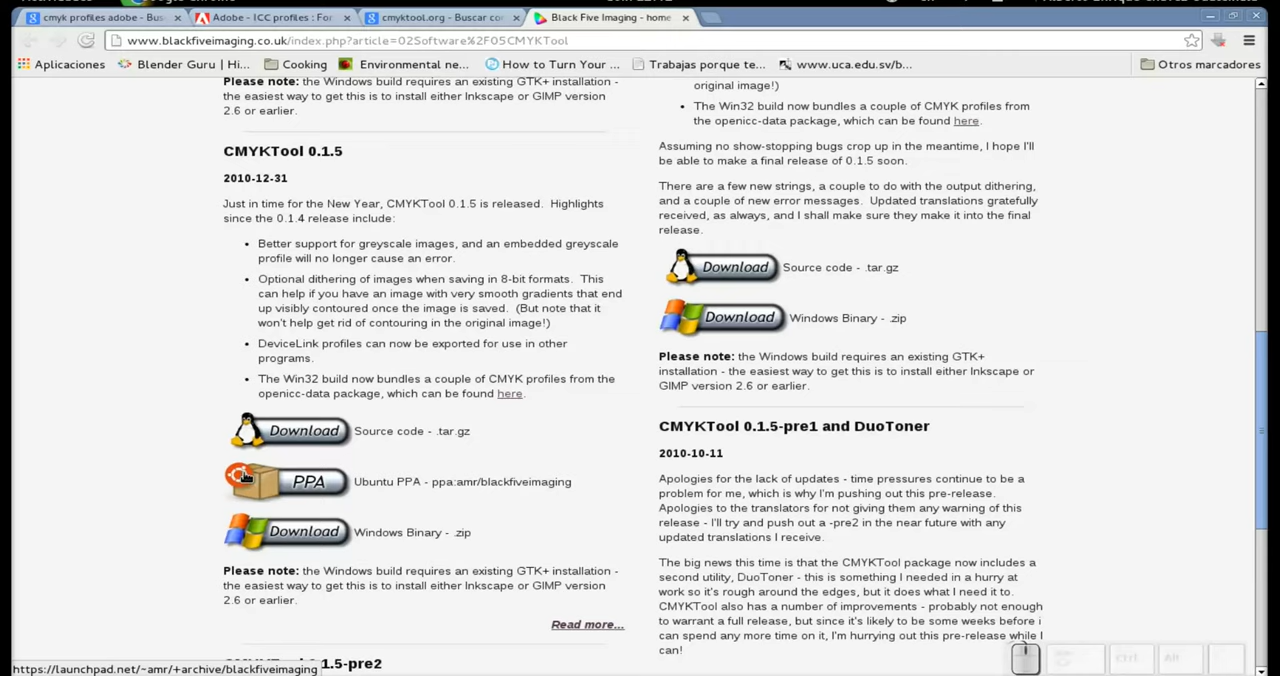 cmyk profiles adobe - Bus
Adobe - ICC profiles : For
cmyktool.org - Buscar co
Black Five Imaging - home
www.blackfiveimaging.co.uk/index.php?article=02Software%2F05CMYKTool
Aplicaciones
Blender Guru | Hi...
Cooking
Environmental ne...
How to Turn Your ...
Trabajas porque te...
www.uca.edu.sv/b...
Otros marcadores
Please note: the Windows build requires an existing GTK+ installation -
the easiest way to get this is to install either Inkscape or GIMP version
2.6 or earlier.
CMYKTool 0.1.5
2010-12-31
Just in time for the New Year, CMYKTool 0.1.5 is released. Highlights
since the 0.1.4 release include:
• Better support for greyscale images, and an embedded greyscale
profile will no longer cause an error.
• Optional dithering of images when saving in 8-bit formats. This
can help if you have an image with very smooth gradients that end
up visibly contoured once the image is saved. (But note that it
won't help get rid of contouring in the original image!)
• DeviceLink profiles can now be exported for use in other
programs.
• The Win32 build now bundles a couple of CMYK profiles from the
openicc-data package, which can be found here.
Download Source code - .tar.gz
PPA Ubuntu PPA - ppa:amr/blackfiveimaging
Download Windows Binary - .zip
Please note: the Windows build requires an existing GTK+ installation -
the easiest way to get this is to install either Inkscape or GIMP version
2.6 or earlier.
Read more...
1.5-pre2
https://launchpad.net/~amr/+archive/blackfiveimaging
original image!)
• The Win32 build now bundles a couple of CMYK profiles from
the openicc-data package, which can be found here.
Assuming no show-stopping bugs crop up in the meantime, I hope I'll
be able to make a final release of 0.1.5 soon.
There are a few new strings, a couple to do with the output dithering,
and a couple of new error messages. Updated translations gratefully
received, as always, and I shall make sure they make it into the final
release.
Download Source code - .tar.gz
Download Windows Binary - .zip
Please note: the Windows build requires an existing GTK+
installation - the easiest way to get this is to install either Inkscape or
GIMP version 2.6 or earlier.
CMYKTool 0.1.5-pre1 and DuoToner
2010-10-11
Apologies for the lack of updates - time pressures continue to be a
problem for me, which is why I'm pushing out this pre-release.
Apologies to the translators for not giving them any warning of this
release - I'll try and push out a -pre2 in the near future with any
updated translations I receive.
The big news this time is that the CMYKTool package now includes a
second utility, DuoToner - this is something I needed in a hurry at
work so it's rough around the edges, but it does what I need it to.
CMYKTool also has a number of improvements - probably not enough
to warrant a full release, but since it's likely to be some weeks before i
can spend any more time on it, I'm hurrying out this pre-release while I
can!
Ctrl
Alt